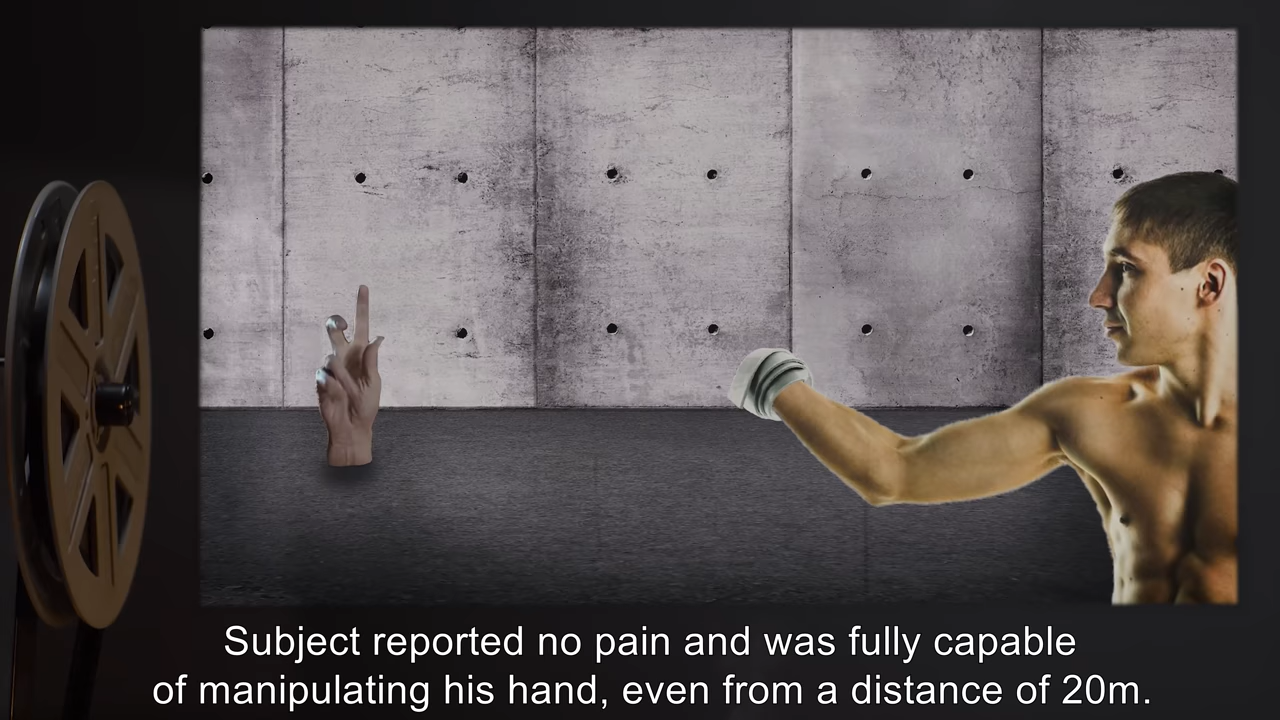 Subject reported no pain and was fully capable
of manipulating his hand, even from a distance of 20m.